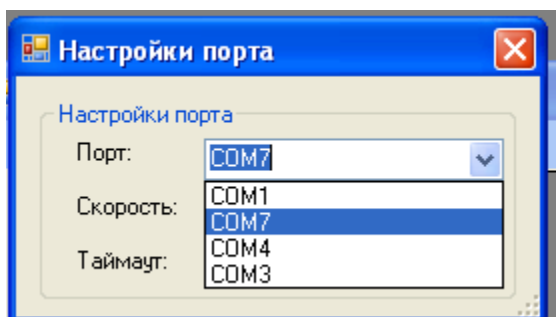 Настройки порта
Настройки порта
Порт:
COM7
COM1
Скорость:
COM7
COM4
Таймаут:
COM3